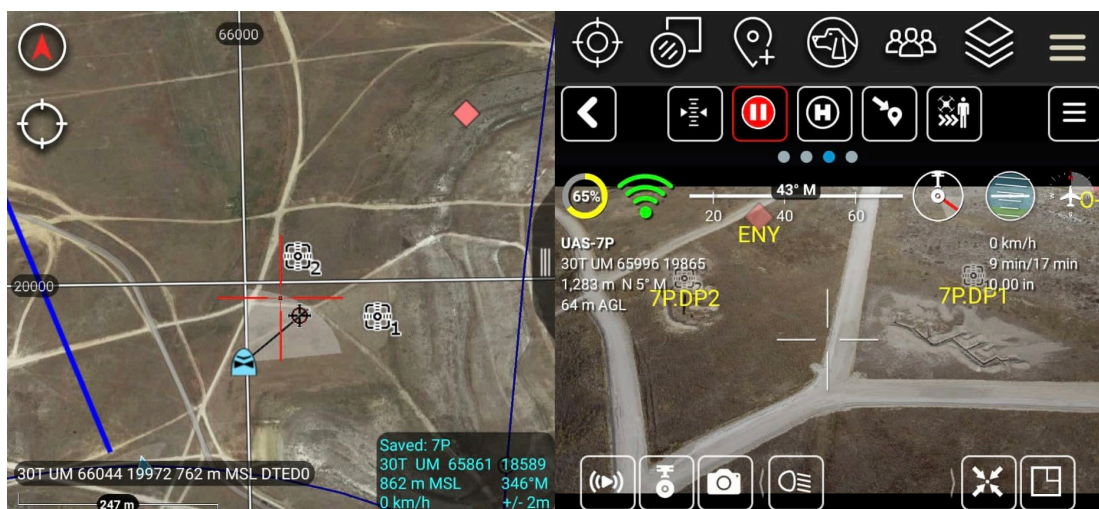 66000
20000
2
1
30T UM 66044 19972 762 m MSL DTED0
247 m
Saved: 7P
30T UM 65861 18589
862 m MSL 346°M
0 km/h +/- 2m
H
65%
43° M
20 40 60
ENY
UAS-7P
30T UM 65996 19865
1,283 m N 5° M
64 m AGL
0 km/h
9 min/17 min
0.00 in
7P.DP2
7P.DP1